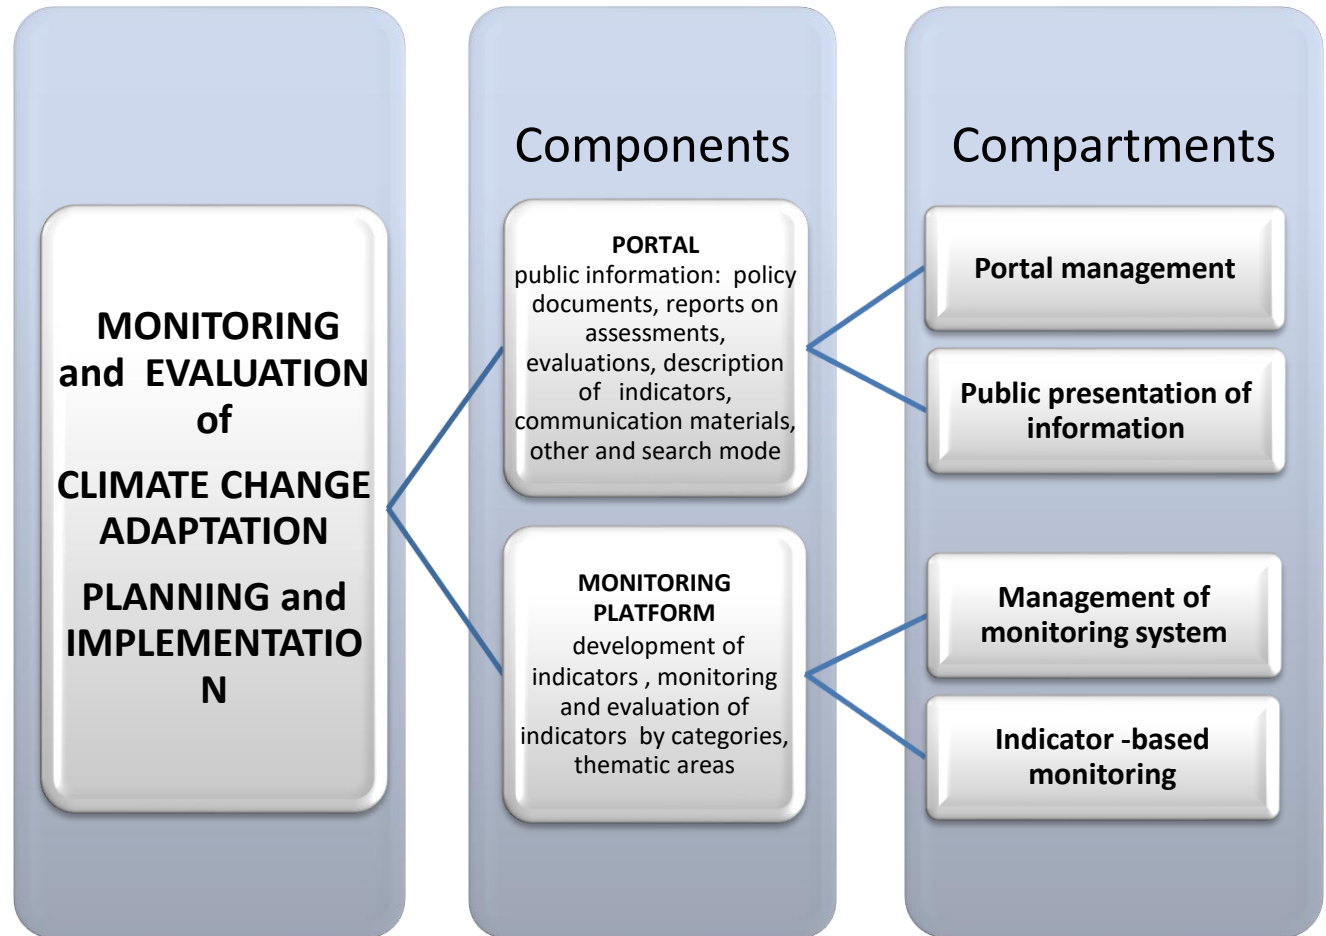 MONITORING
and EVALUATION
of
CLIMATE CHANGE
ADAPTATION
PLANNING and
IMPLEMENTATIO
N
Components
PORTAL
public information: policy
documents, reports on
assessments,
evaluations, description
of indicators,
communication materials,
other and search mode
MONITORING
PLATFORM
development of
indicators , monitoring
and evaluation of
indicators by categories,
thematic areas
Compartments
Portal management
Public presentation of
information
Management of
monitoring system
Indicator -based
monitoring